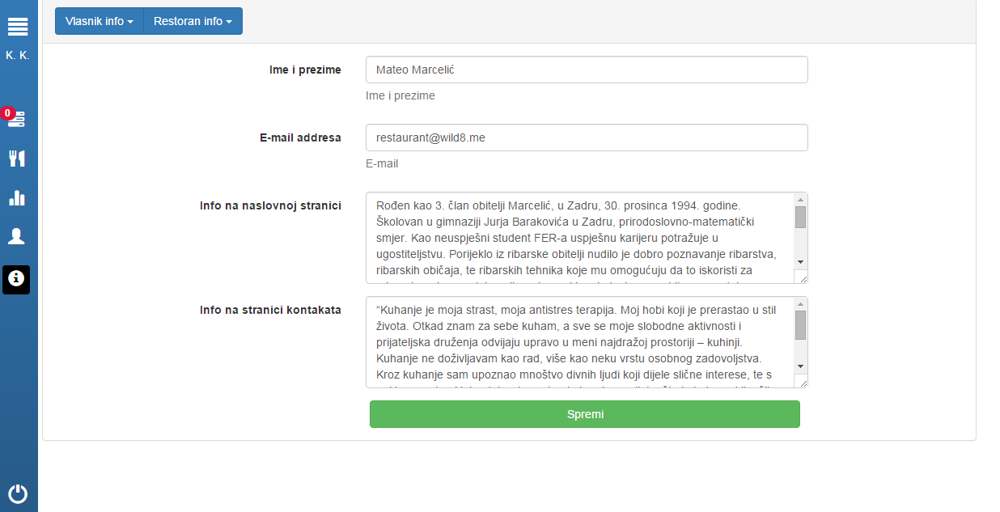 Vlasnik info Restoran info
K. K.
Ime i prezime
Mateo Marcelić
Ime i prezime
E-mail addresa
restaurant@wild8.me
E-mail
0
Info na naslovnoj stranici
Rođen kao 3. član obitelji Marcelić, u Zadru, 30. prosinca 1994. godine.
Školovan u gimnaziji Jurja Barakovića u Zadru, prirodoslovno-matematički
smjer. Kao neuspješni student FER-a uspješnu karijeru potražuje u
ugostiteljstvu. Porijeklo iz ribarske obitelji nudilo je dobro poznavanje ribarstva,
ribarskih običaja, te ribarskih tehnika koje mu omogućuju da to iskoristi za
Info na stranici kontakata
“Kuhanje je moja strast, moja antistres terapija. Moj hobi koji je prerastao u stil
života. Otkad znam za sebe kuham, a sve se moje slobodne aktivnosti i
prijateljska druženja odvijaju upravo u meni najdražoj prostoriji – kuhinji.
Kuhanje ne doživljavam kao rad, više kao neku vrstu osobnog zadovoljstva.
Kroz kuhanje sam upoznao mnoštvo divnih ljudi koji dijele slične interese, te s
Spremi